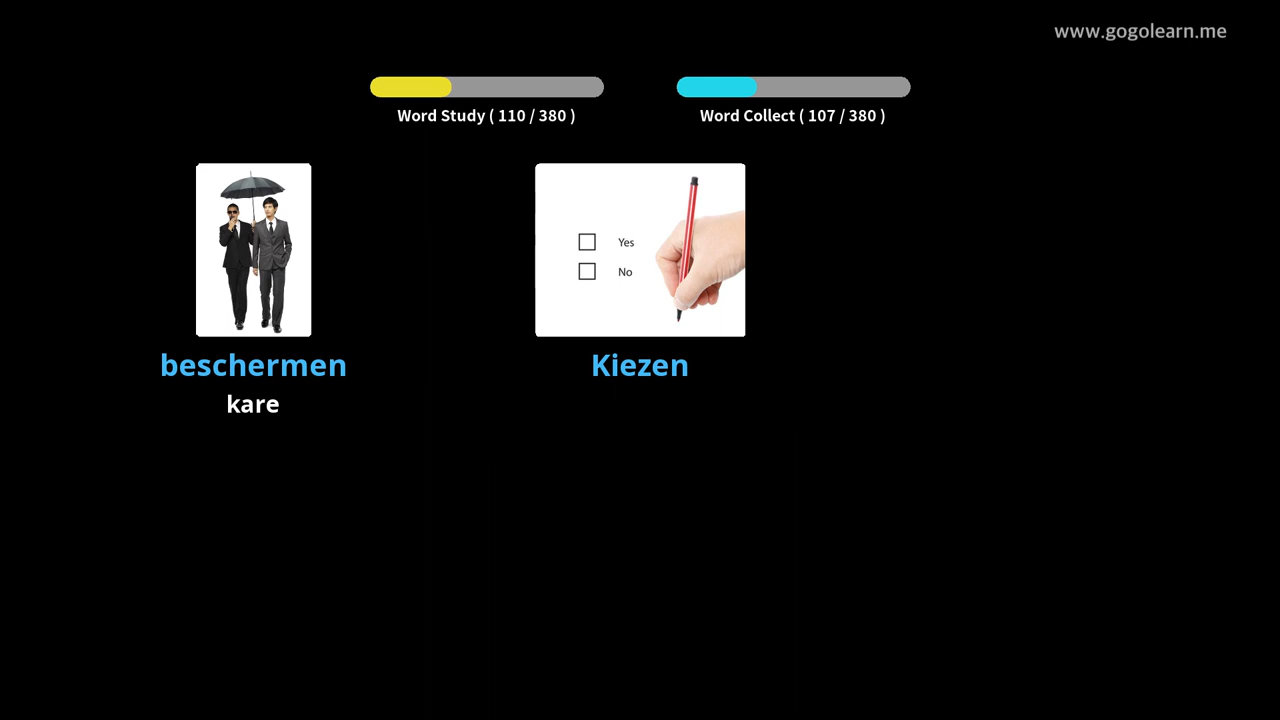 www.gogolearn.me
Word Study ( 110 / 380 )
Word Collect ( 107 / 380 )
Yes
No
beschermen
Kiezen
kare